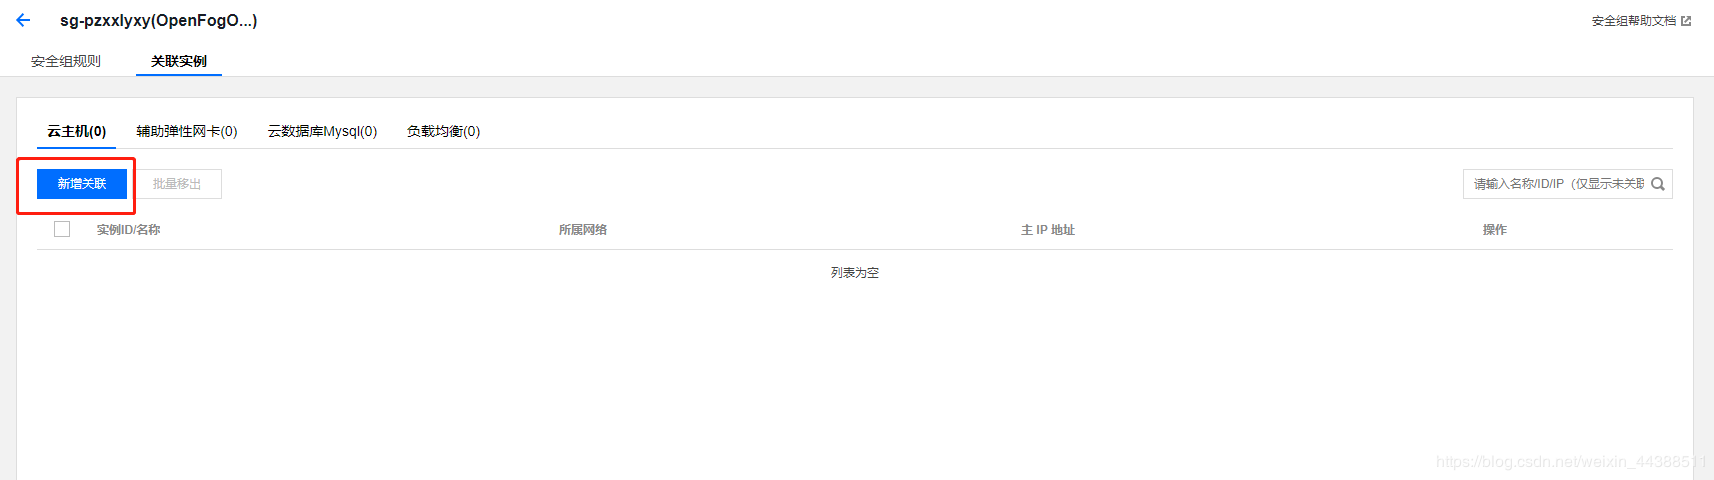 sg-pzxxlyxy(OpenFogO...)
安全组帮助文档
安全组规则
关联实例
云主机(0)
辅助弹性网卡(0)
云数据库Mysql(0)
负载均衡(0)
新增关联
批量移出
请输入名称/ID/IP（仅显示未关联
实例ID/名称
所属网络
主 IP 地址
操作
列表为空
https://blog.csdn.net/weixin_44388511